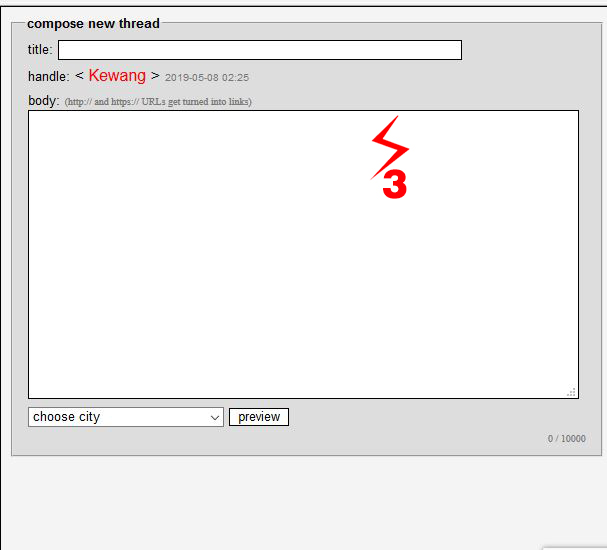 compose new thread
title:
handle: < Kewang > 2019-05-08 02:25
body: (http:// and https:// URLs get turned into links)
3
choose city preview
0 / 10000